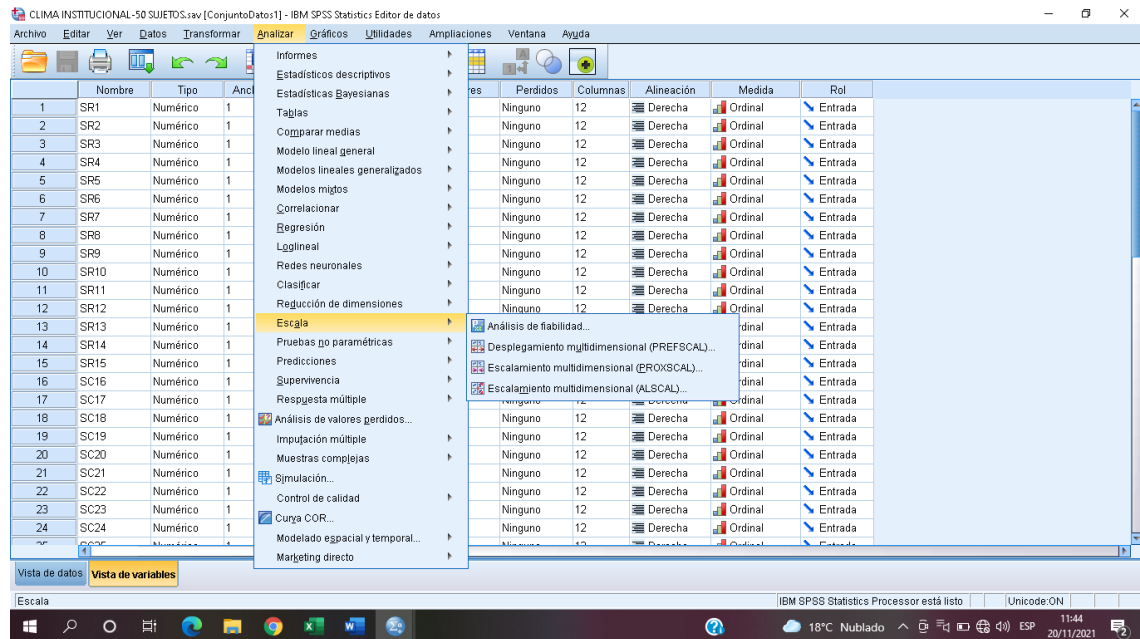 CLIMA INSTITUCIONAL-50 SUJETOS.sav [ConjuntoDatos1] - IBM SPSS Statistics Editor de datos
Archivo Editar Ver Datos Transformar Analizar Gráficos Utilidades Ampliaciones Ventana Ayuda
Nombre Tipo Anc Perdidos Columnas Alineación Medida Rol
1 SR1 Numérico 1 Ninguno 12 Derecha Ordinal Entrada
2 SR2 Numérico 1 Ninguno 12 Derecha Ordinal Entrada
3 SR3 Numérico 1 Ninguno 12 Derecha Ordinal Entrada
4 SR4 Numérico 1 Ninguno 12 Derecha Ordinal Entrada
5 SR5 Numérico 1 Ninguno 12 Derecha Ordinal Entrada
6 SR6 Numérico 1 Ninguno 12 Derecha Ordinal Entrada
7 SR7 Numérico 1 Ninguno 12 Derecha Ordinal Entrada
8 SR8 Numérico 1 Ninguno 12 Derecha Ordinal Entrada
9 SR9 Numérico 1 Ninguno 12 Derecha Ordinal Entrada
10 SR10 Numérico 1 Ninguno 12 Derecha Ordinal Entrada
11 SR11 Numérico 1 Ninguno 12 Derecha Ordinal Entrada
12 SR12 Numérico 1 Ninguno 12 Derecha Ordinal Entrada
13 SR13 Numérico 1 rdinal Entrada
14 SR14 Numérico 1 rdinal Entrada
15 SR15 Numérico 1 rdinal Entrada
16 SC16 Numérico 1 rdinal Entrada
17 SC17 Numérico 1 rdinal Entrada
18 SC18 Numérico 1 Ninguno 12 Derecha Ordinal Entrada
19 SC19 Numérico 1 Ninguno 12 Derecha Ordinal Entrada
20 SC20 Numérico 1 Ninguno 12 Derecha Ordinal Entrada
21 SC21 Numérico 1 Ninguno 12 Derecha Ordinal Entrada
22 SC22 Numérico 1 Ninguno 12 Derecha Ordinal Entrada
23 SC23 Numérico 1 Ninguno 12 Derecha Ordinal Entrada
24 SC24 Numérico 1 Ninguno 12 Derecha Ordinal Entrada
Informes
Estadísticos descriptivos
Estadísticas Bayesianas
Tablas
Comparar medias
Modelo lineal general
Modelos lineales generalizados
Modelos mixtos
Correlacionar
Regresión
Loglineal
Redes neuronales
Clasificar
Reducción de dimensiones
Escala
Pruebas no paramétricas
Predicciones
Supervivencia
Respuesta múltiple
Análisis de valores perdidos...
Imputación múltiple
Muestras complejas
Simulación...
Control de calidad
Curva COR...
Modelado espacial y temporal...
Marketing directo
Análisis de fiabilidad...
Desplegamiento multidimensional (PREFSCAL)...
Escalamiento multidimensional (PROXSCAL)...
Escalamiento multidimensional (ALSCAL)...
Vista de datos Vista de variables
Escala IBM SPSS Statistics Processor está listo Unicode:ON
18°C Nublado ESP 11:44
20/11/2021